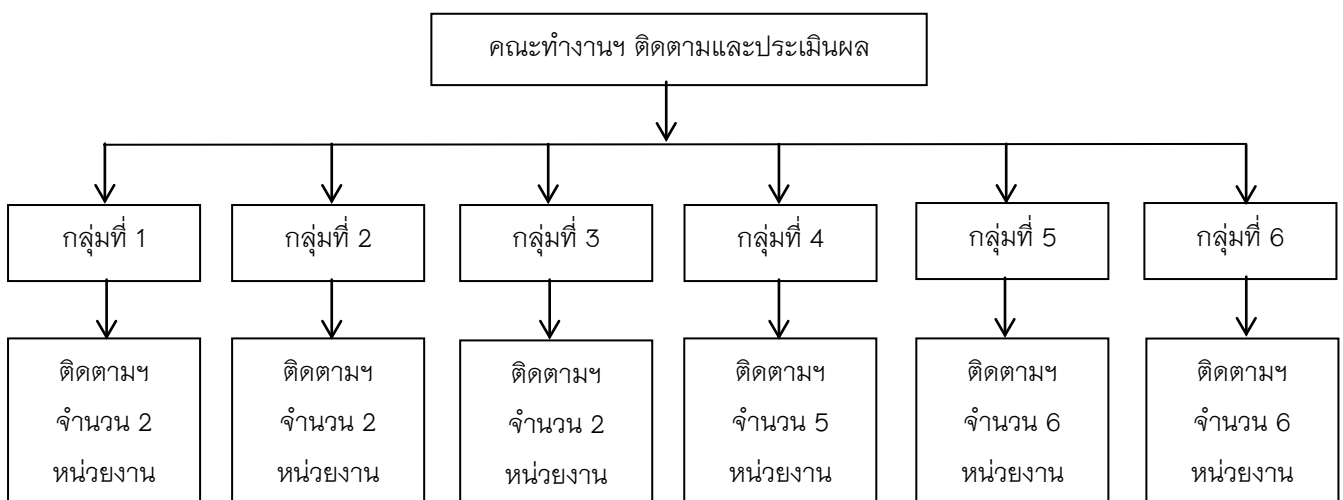 คณะทำงานฯ ติดตามและประเมินผล
กลุ่มที่ 1
กลุ่มที่ 2
กลุ่มที่ 3
กลุ่มที่ 4
กลุ่มที่ 5
กลุ่มที่ 6
ติดตามฯ
จำนวน 2
หน่วยงาน
ติดตามฯ
จำนวน 2
หน่วยงาน
ติดตามฯ
จำนวน 2
หน่วยงาน
ติดตามฯ
จำนวน 5
หน่วยงาน
ติดตามฯ
จำนวน 6
หน่วยงาน
ติดตามฯ
จำนวน 6
หน่วยงาน